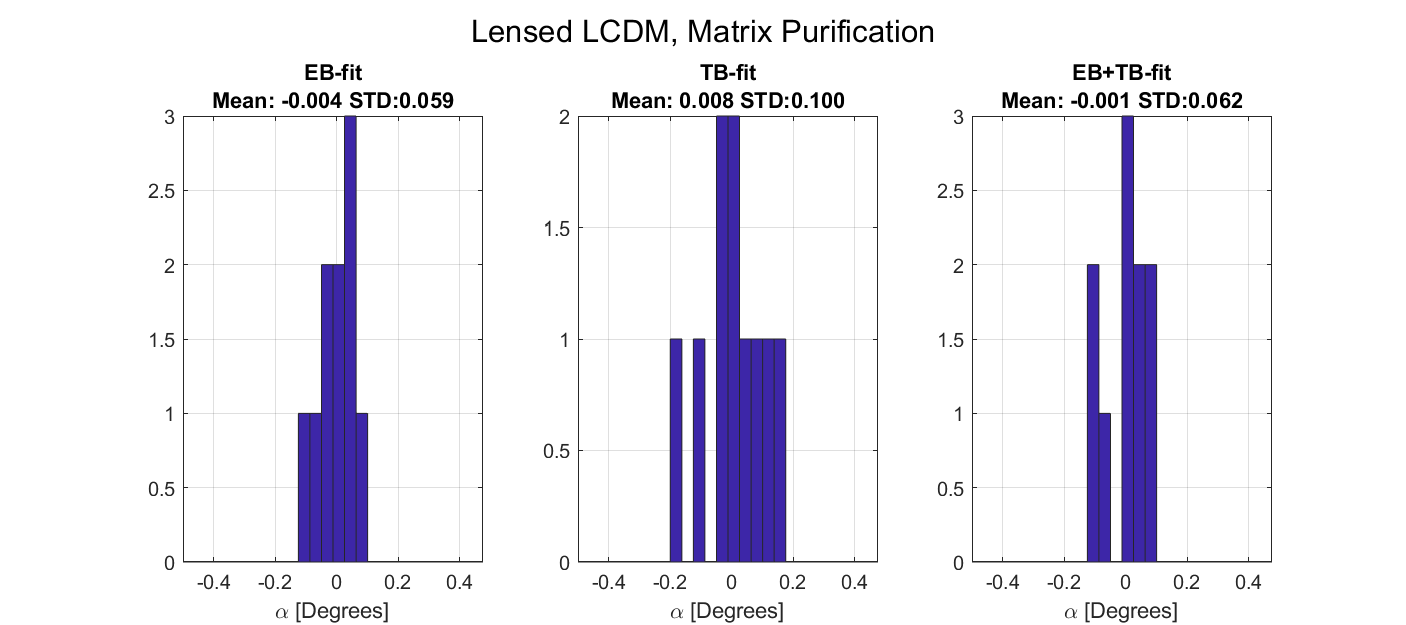 Lensed LCDM, Matrix Purification
EB-fit
Mean: -0.004 STD:0.059
3
2.5
2
1.5
1
0.5
0
-0.4 -0.2 0 0.2 0.4
α [Degrees]
TB-fit
Mean: 0.008 STD:0.100
2
1.5
1
0.5
0
-0.4 -0.2 0 0.2 0.4
α [Degrees]
EB+TB-fit
Mean: -0.001 STD:0.062
3
2.5
2
1.5
1
0.5
0
-0.4 -0.2 0 0.2 0.4
α [Degrees]